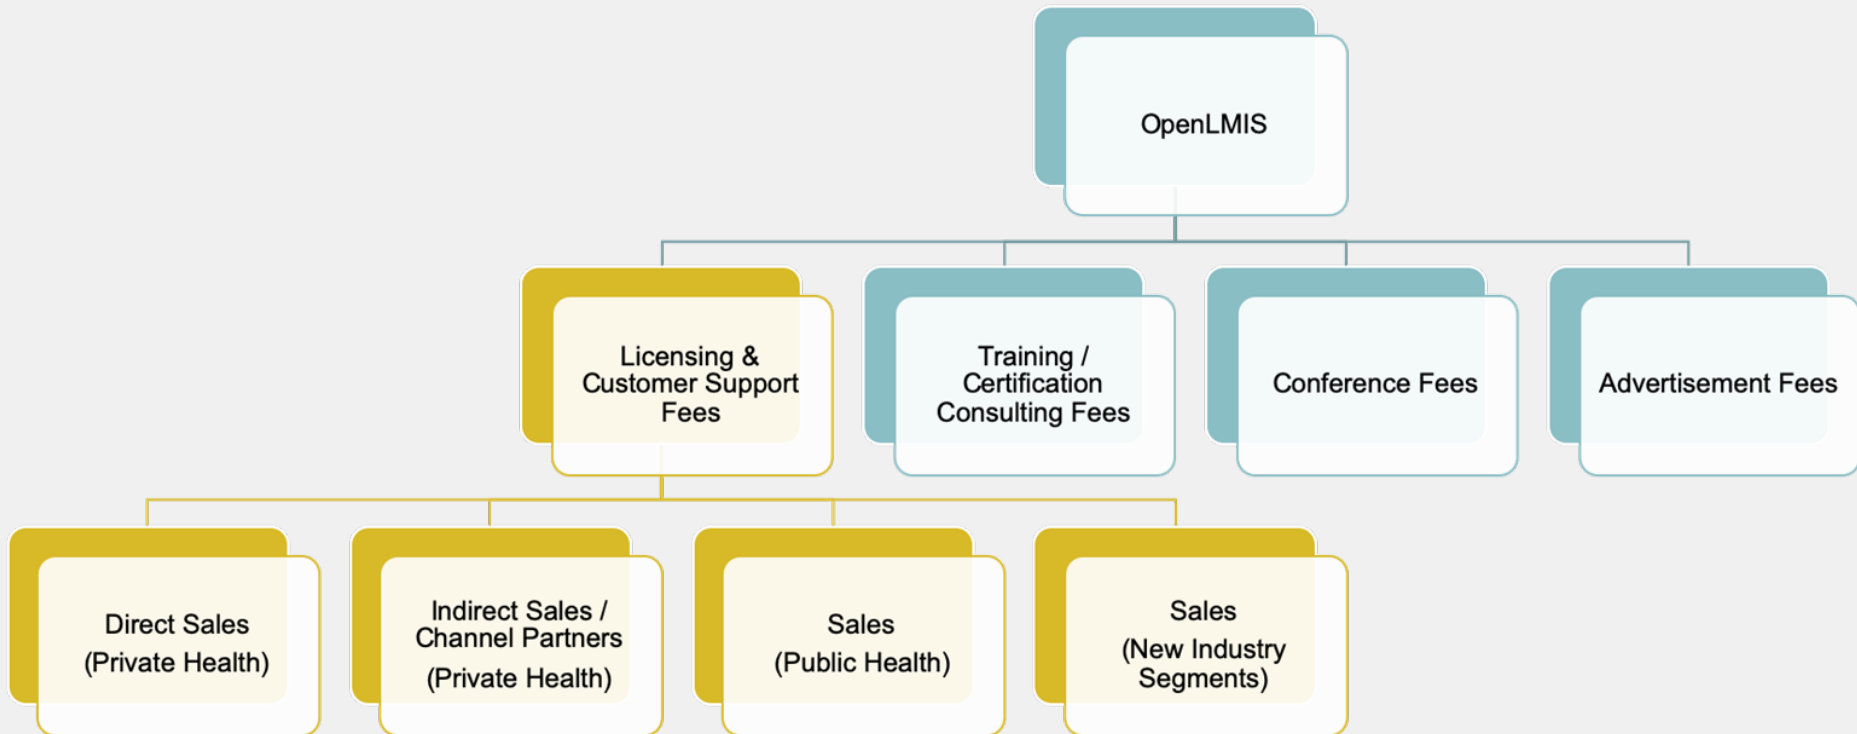 OpenLMIS
Licensing &
Customer Support
Fees
Training /
Certification
Consulting Fees
Conference Fees
Advertisement Fees
Direct Sales
(Private Health)
Indirect Sales /
Channel Partners
(Private Health)
Sales
(Public Health)
Sales
(New Industry
Segments)